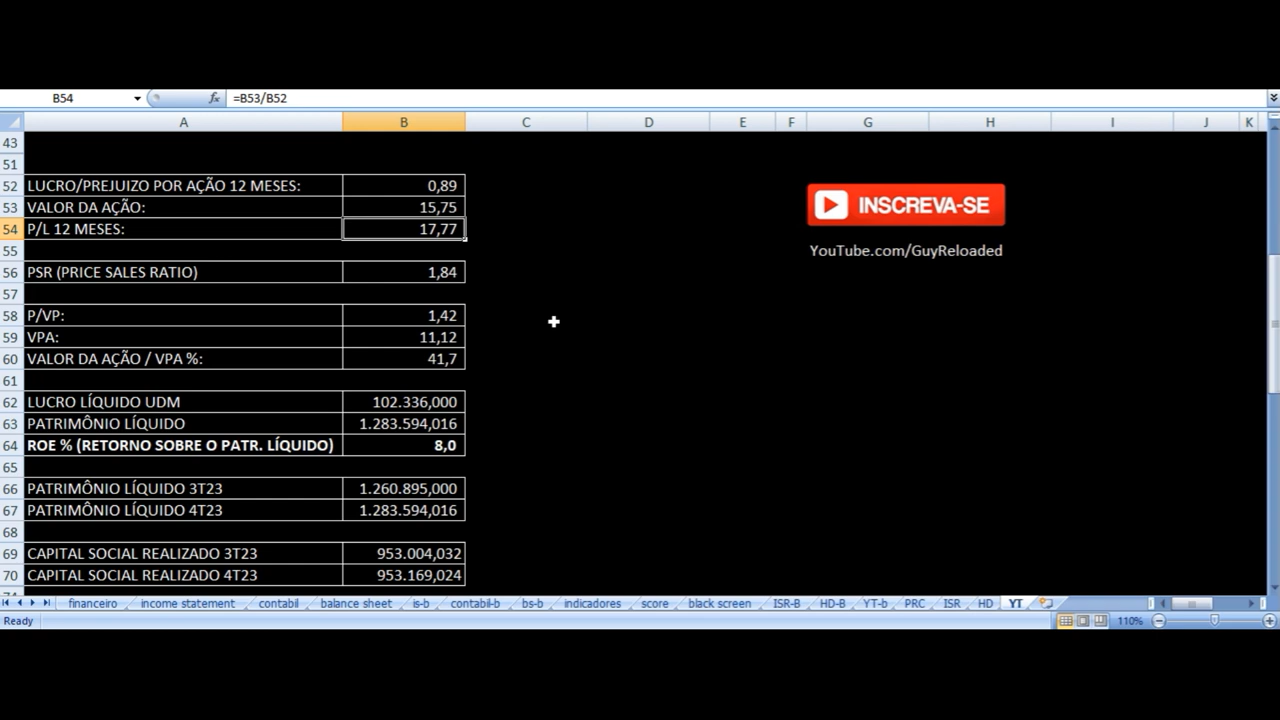 B54 fx =B53/B52
A B C D E F G H I J K
43
51
52 LUCRO/PREJUIZO POR AÇÃO 12 MESES: 0,89
53 VALOR DA AÇÃO: 15,75
54 P/L 12 MESES: 17,77
55
56 PSR (PRICE SALES RATIO) 1,84
57
58 P/VP: 1,42
59 VPA: 11,12
60 VALOR DA AÇÃO / VPA %: 41,7
61
62 LUCRO LÍQUIDO UDM 102.336,000
63 PATRIMÔNIO LÍQUIDO 1.283.594,016
64 ROE % (RETORNO SOBRE O PATR. LÍQUIDO) 8,0
65
66 PATRIMÔNIO LÍQUIDO 3T23 1.260.895,000
67 PATRIMÔNIO LÍQUIDO 4T23 1.283.594,016
68
69 CAPITAL SOCIAL REALIZADO 3T23 953.004,032
70 CAPITAL SOCIAL REALIZADO 4T23 953.169,024
INSCREVA-SE
YouTube.com/GuyReloaded
financeiro income statement contabil balance sheet is-b contabil-b bs-b indicadores score black screen ISR-B HD-B YT-b PRC ISR HD YT
Ready 110%